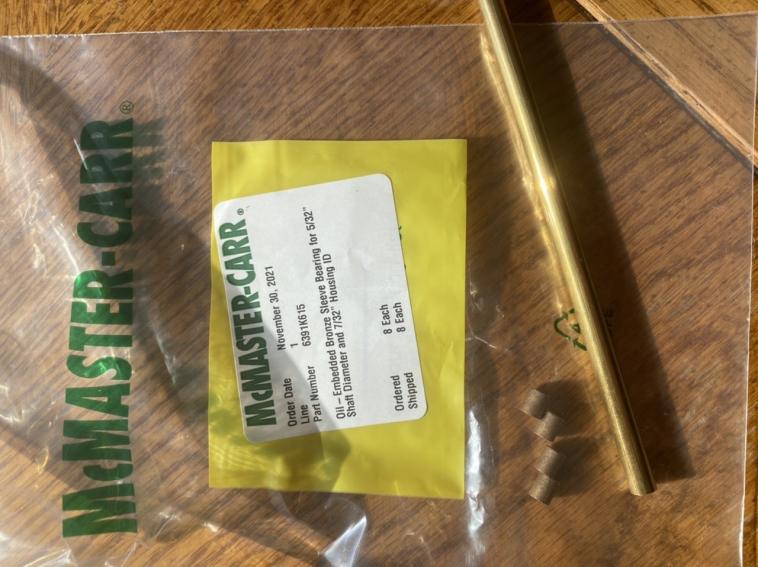 McMASTER-CARR®
McMASTER-CARR®
Order Date November 30, 2021
Line 1
Part Number 6391K615
Oil – Embedded Bronze Sleeve Bearing for 5/32"
Shaft Diameter and 7/32" Housing ID
Ordered 8 Each
Shipped 8 Each